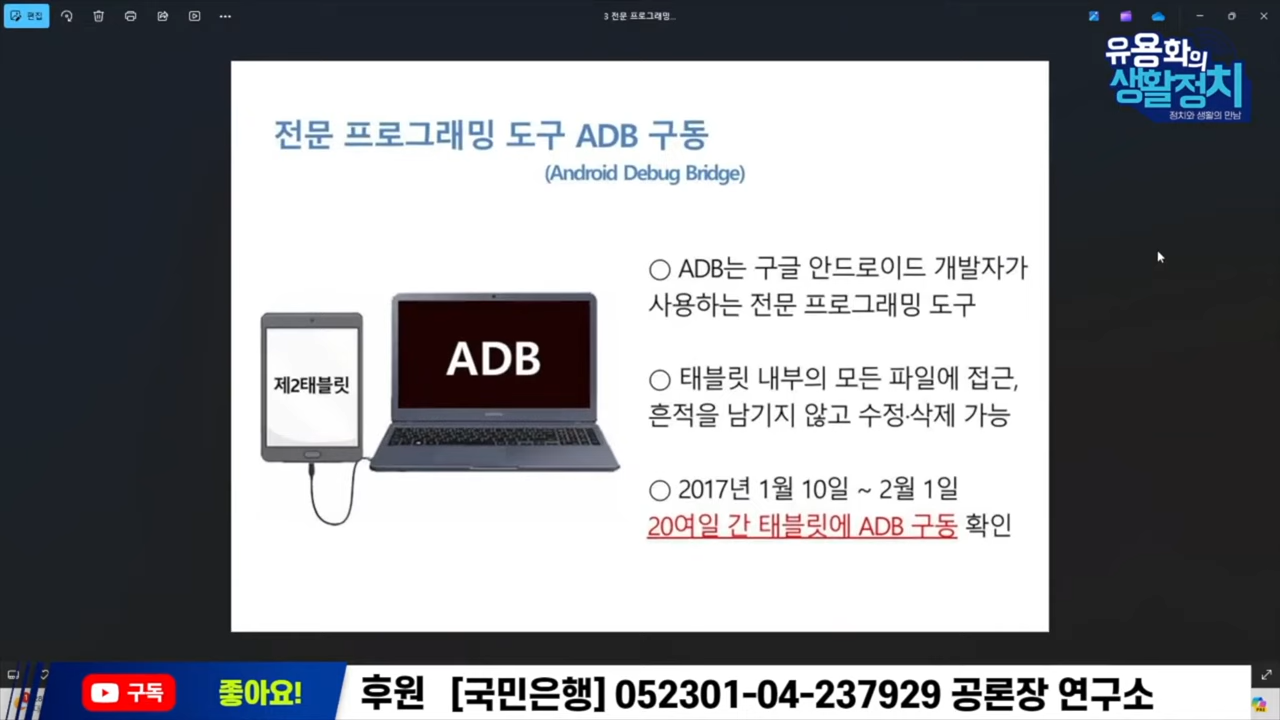 편집
3 전문 프로그래밍...
유용화의
생활정치
정치와 생활의 만남
전문 프로그래밍 도구 ADB 구동
(Android Debug Bridge)
제2태블릿
ADB
○ ADB는 구글 안드로이드 개발자가
사용하는 전문 프로그래밍 도구
○ 태블릿 내부의 모든 파일에 접근,
흔적을 남기지 않고 수정·삭제 가능
○ 2017년 1월 10일 ~ 2월 1일
20여일 간 태블릿에 ADB 구동 확인
구독
좋아요!
후원 [국민은행] 052301-04-237929 공론장 연구소